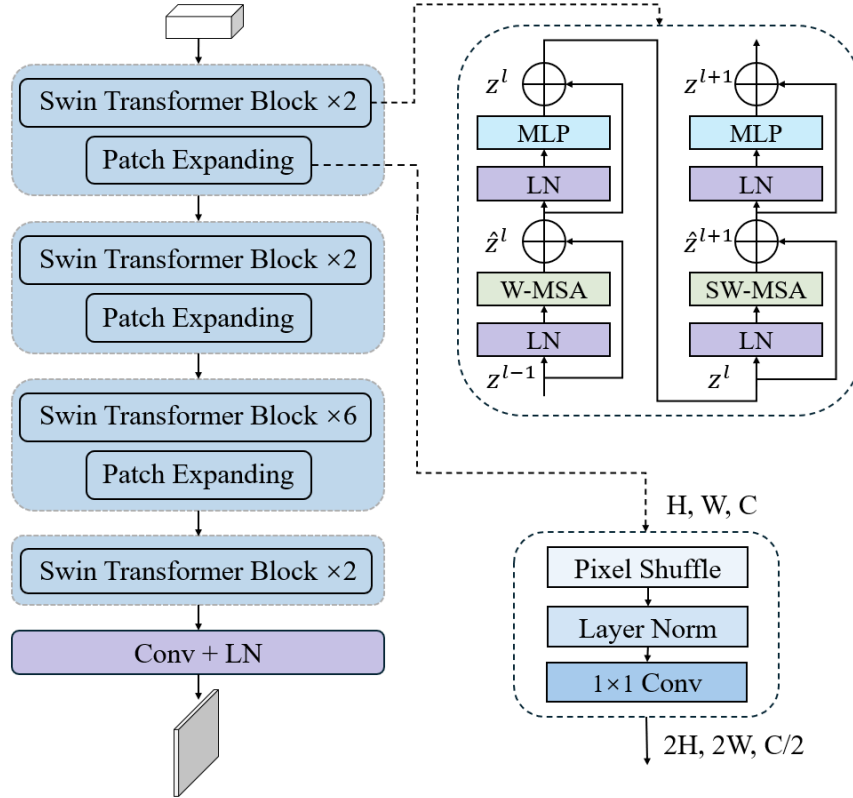 Swin Transformer Block ×2
Patch Expanding
Swin Transformer Block ×2
Patch Expanding
Swin Transformer Block ×6
Patch Expanding
Swin Transformer Block ×2
Conv + LN
z^l
MLP
LN
ẑ^l
W-MSA
LN
z^{l−1}
z^{l+1}
MLP
LN
ẑ^{l+1}
SW-MSA
LN
z^l
H, W, C
Pixel Shuffle
Layer Norm
1×1 Conv
2H, 2W, C/2